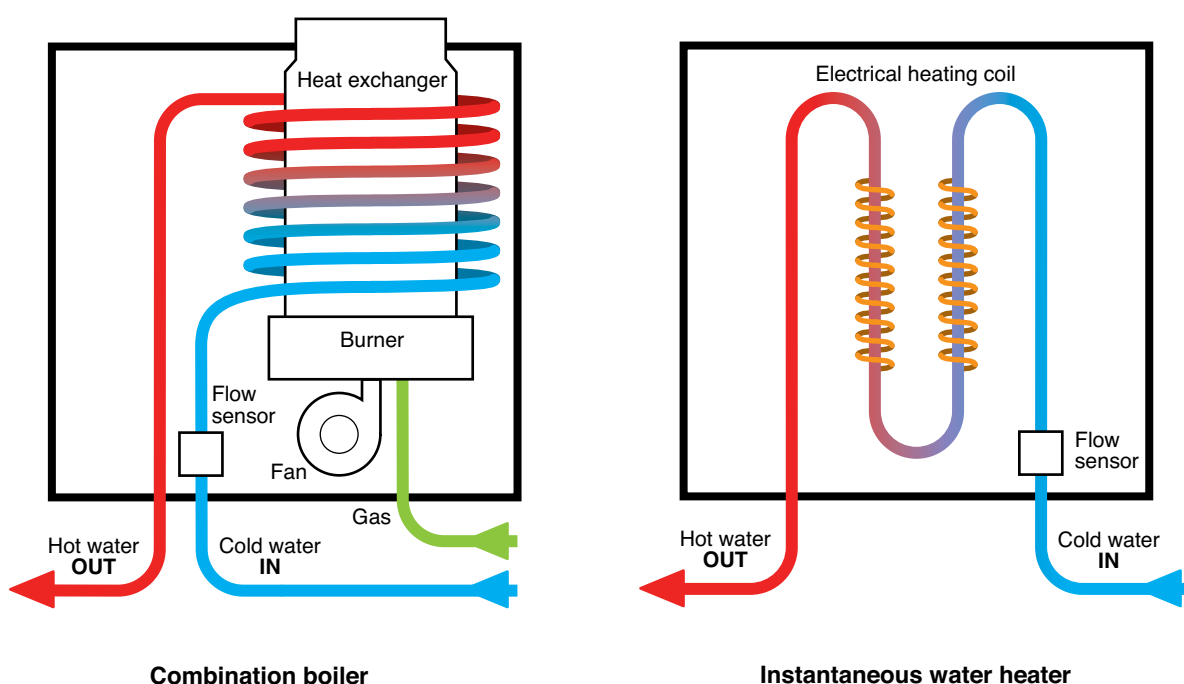 Heat exchanger
Burner
Flow
sensor
Fan
Gas
Hot water
OUT
Cold water
IN
Combination boiler
Electrical heating coil
Flow
sensor
Hot water
OUT
Cold water
IN
Instantaneous water heater